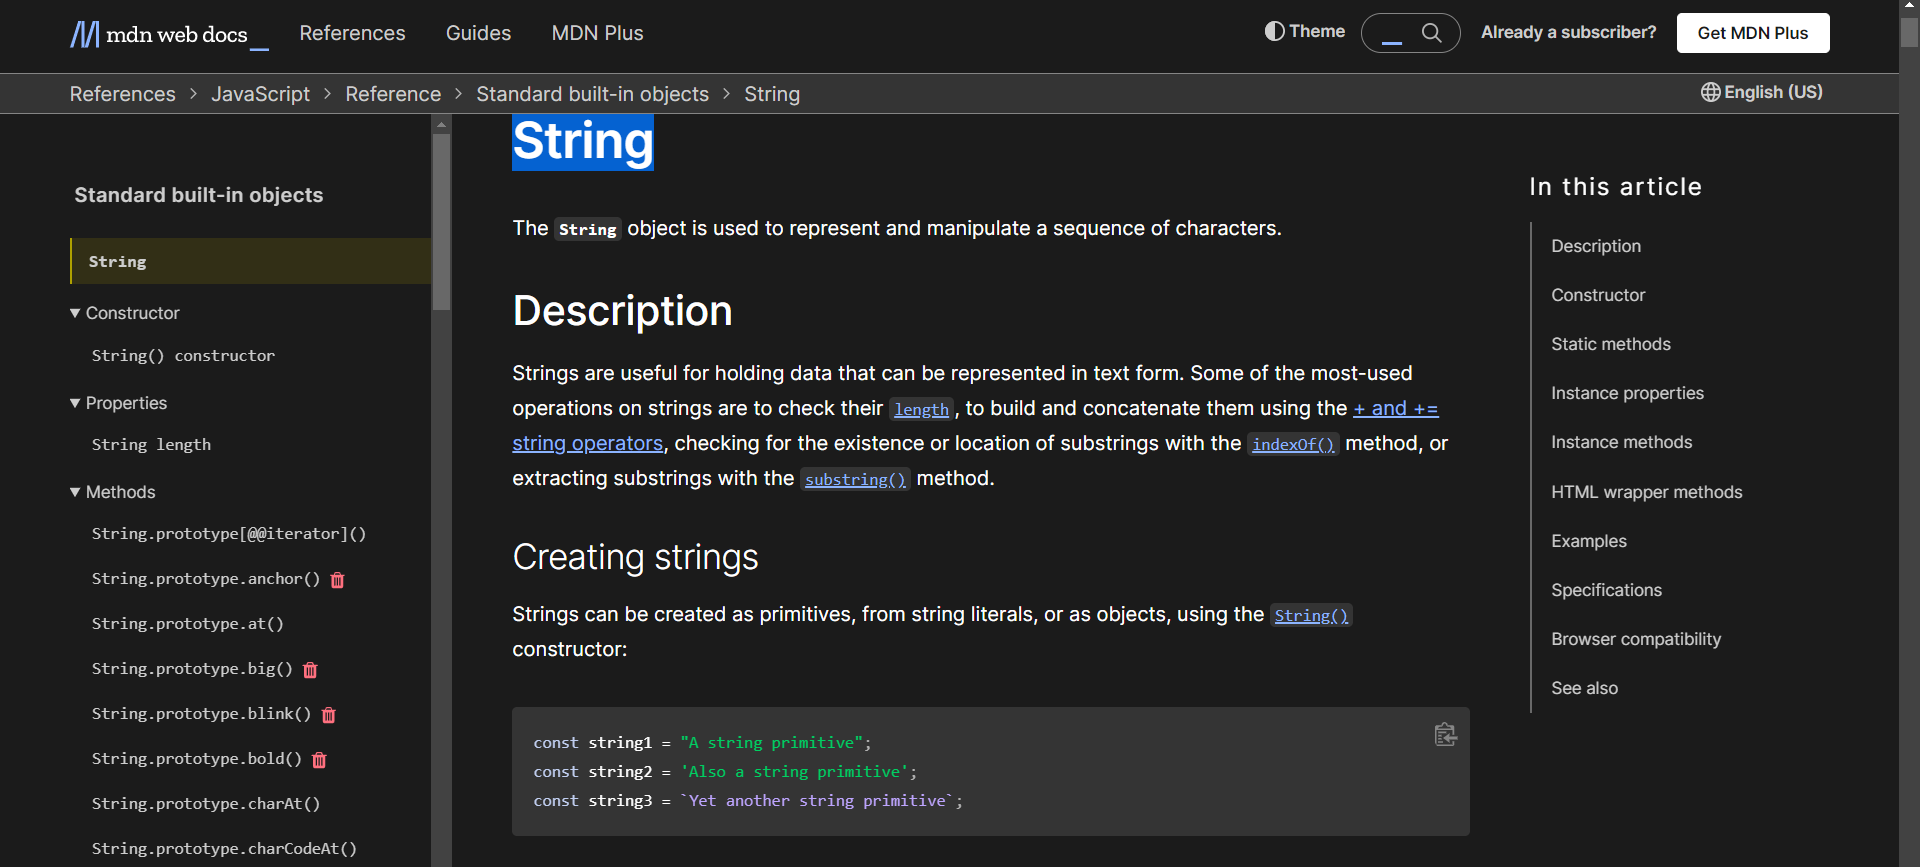 mdn web docs_
References
Guides
MDN Plus
Theme
_
Already a subscriber?
Get MDN Plus
References > JavaScript > Reference > Standard built-in objects > String
English (US)
Standard built-in objects
String
▼ Constructor
String() constructor
▼ Properties
String length
▼ Methods
String.prototype[@@iterator]()
String.prototype.anchor()
String.prototype.at()
String.prototype.big()
String.prototype.blink()
String.prototype.bold()
String.prototype.charAt()
String.prototype.charCodeAt()
String
The String object is used to represent and manipulate a sequence of characters.
Description
Strings are useful for holding data that can be represented in text form. Some of the most-used
operations on strings are to check their length, to build and concatenate them using the + and +=
string operators, checking for the existence or location of substrings with the indexOf() method, or
extracting substrings with the substring() method.
Creating strings
Strings can be created as primitives, from string literals, or as objects, using the String()
constructor:
const string1 = "A string primitive";
const string2 = 'Also a string primitive';
const string3 = `Yet another string primitive`;
In this article
Description
Constructor
Static methods
Instance properties
Instance methods
HTML wrapper methods
Examples
Specifications
Browser compatibility
See also